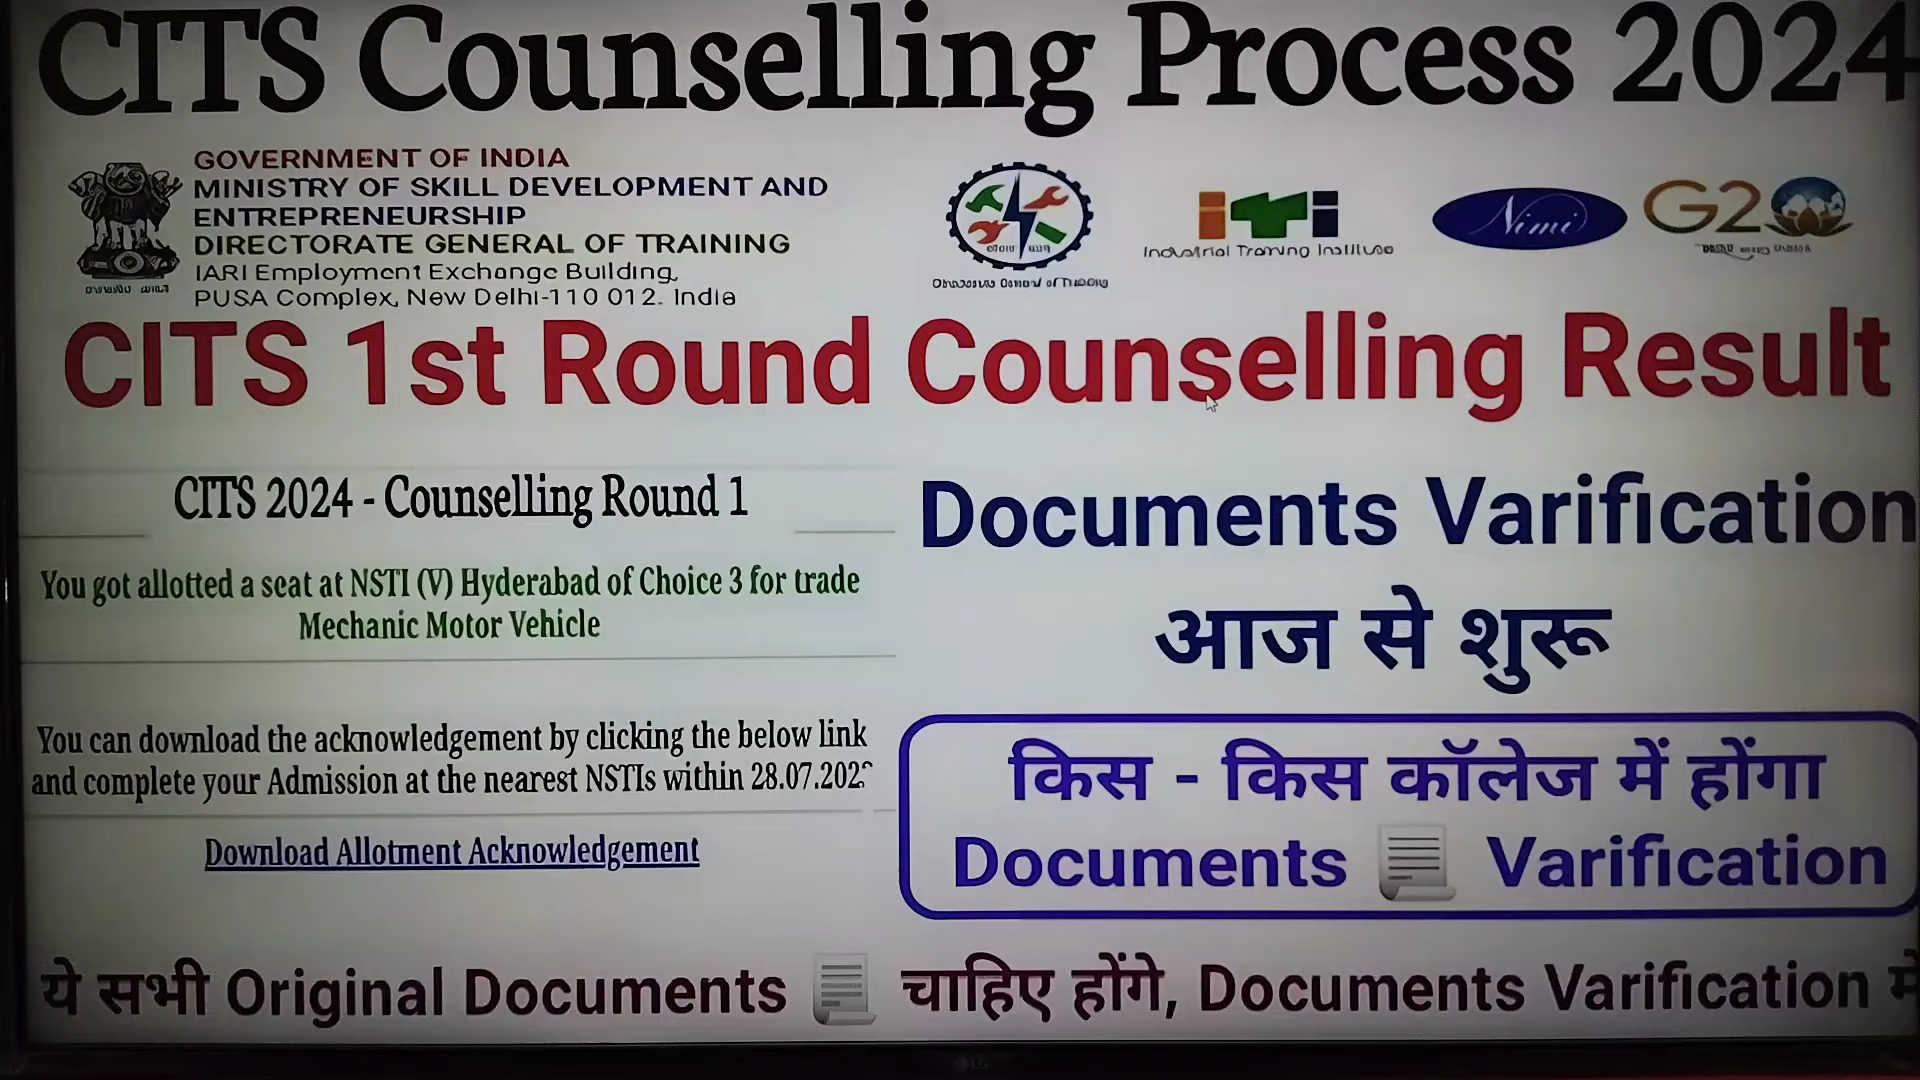 CITS Counselling Process 2024
GOVERNMENT OF INDIA
MINISTRY OF SKILL DEVELOPMENT AND
ENTREPRENEURSHIP
DIRECTORATE GENERAL OF TRAINING
IARI Employment Exchange Building,
PUSA Complex, New Delhi-110 012. India
Industrial Training Institute
Nimi
G20
CITS 1st Round Counselling Result
CITS 2024 - Counselling Round 1
You got allotted a seat at NSTI (V) Hyderabad of Choice 3 for trade
Mechanic Motor Vehicle
You can download the acknowledgement by clicking the below link
and complete your Admission at the nearest NSTIs within
Download Allotment Acknowledgement
Documents Varification
आज से शुरू
किस - किस कॉलेज में होंगा
Documents Varification
ये सभी Original Documents चाहिए होंगे, Documents Varification में
LG